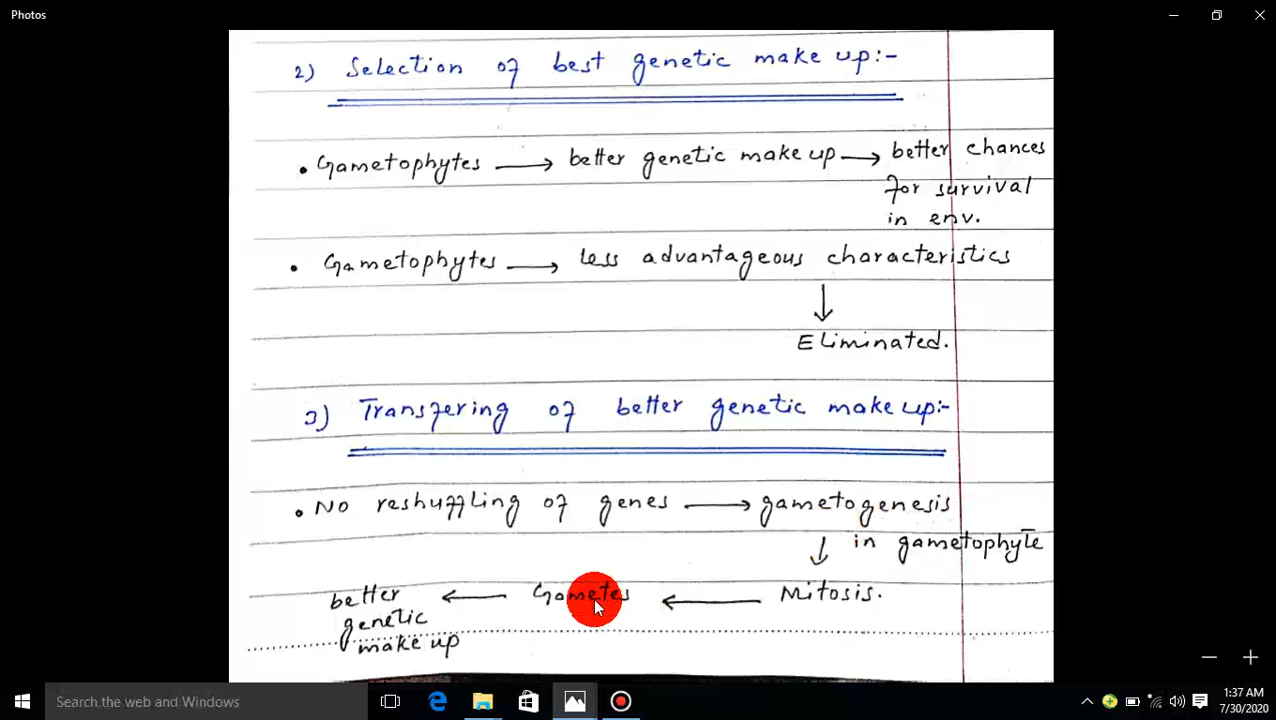 Photos
2) Selection of best genetic make up:-
• Gametophytes → better genetic make up → better chances
for survival
in env.
• Gametophytes → less advantageous characteristics
↓
Eliminated.
3) Transfering of better genetic make up:-
• No reshuffling of genes → gametogenesis
↓ in gametophyte
better ← Gametes ← Mitosis.
genetic
make up
Search the web and Windows
1:37 AM
7/30/2020